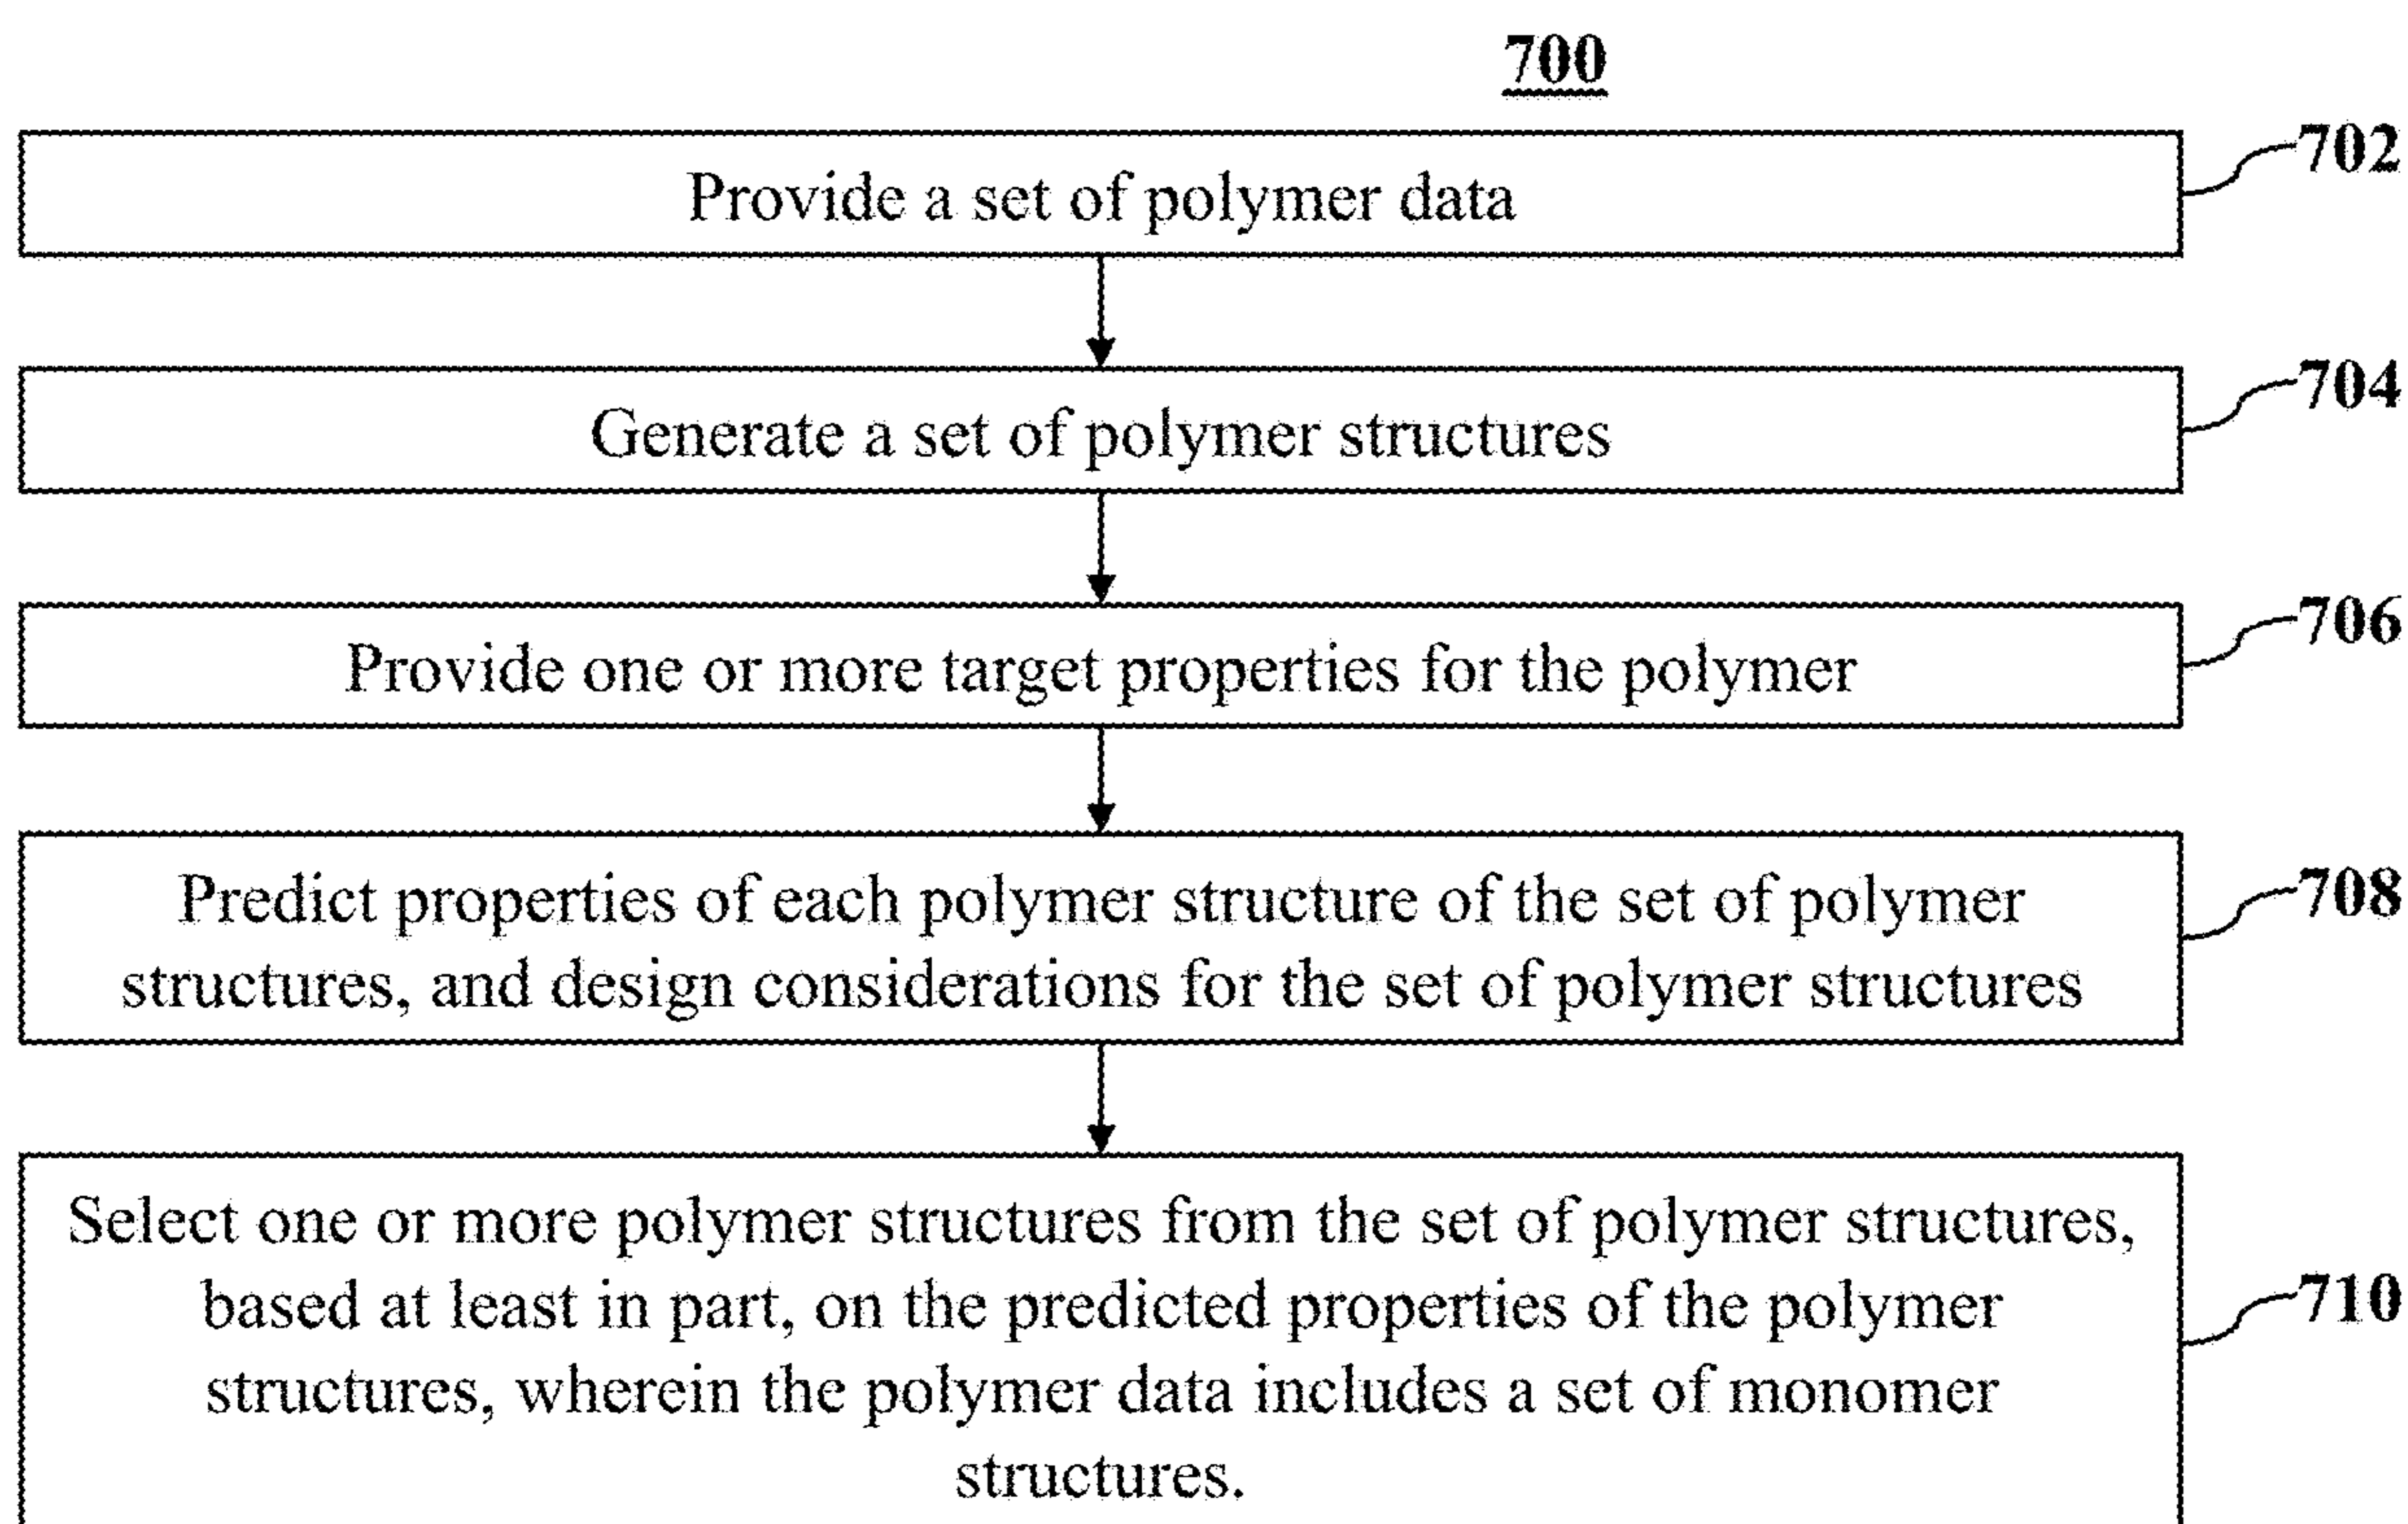 700
Provide a set of polymer data
702
Generate a set of polymer structures
704
Provide one or more target properties for the polymer
706
Predict properties of each polymer structure of the set of polymer
structures, and design considerations for the set of polymer structures
708
Select one or more polymer structures from the set of polymer structures,
based at least in part, on the predicted properties of the polymer
structures, wherein the polymer data includes a set of monomer
structures.
710